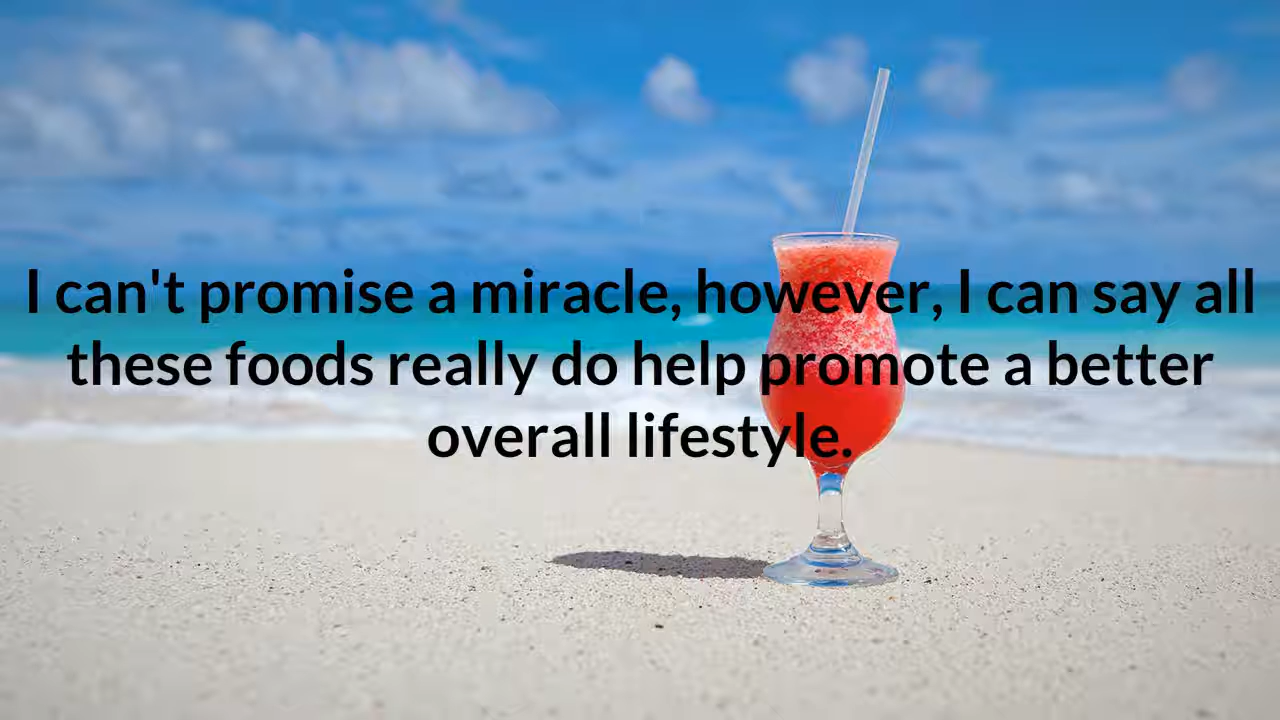 I can't promise a miracle, however, I can say all
these foods really do help promote a better
overall lifestyle.